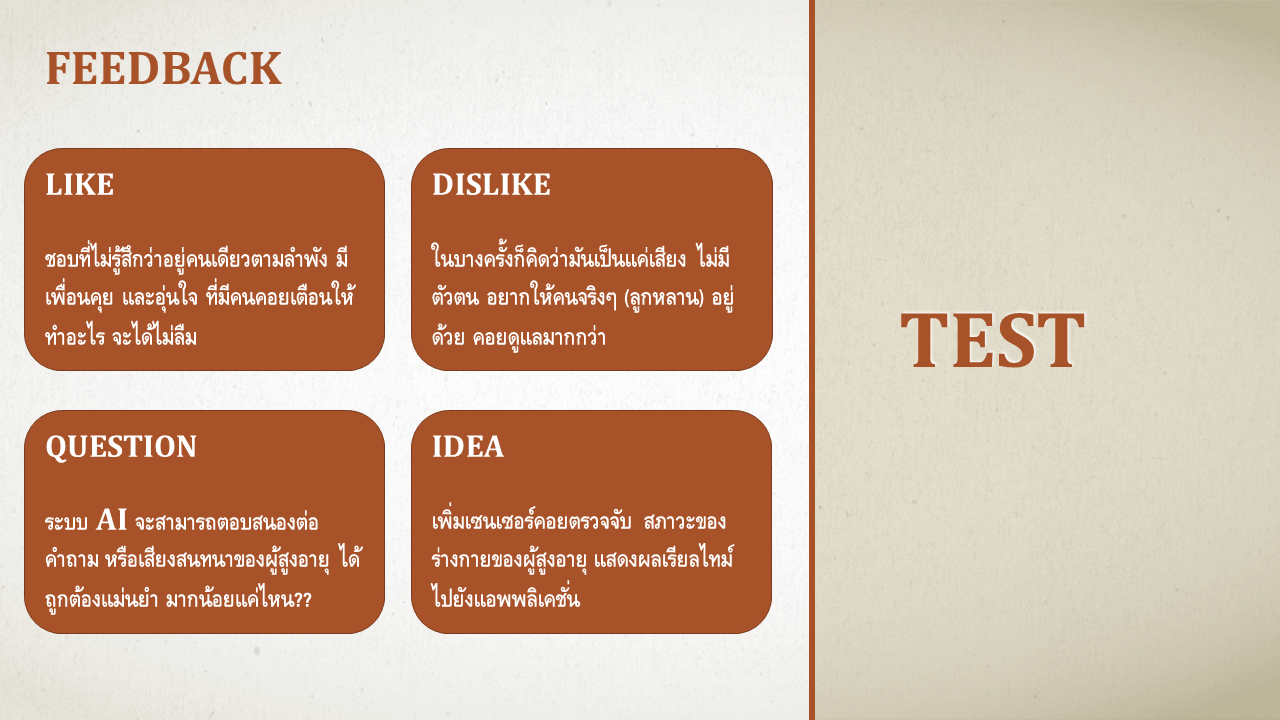 FEEDBACK
LIKE
ชอบที่ไม่รู้สึกว่าอยู่คนเดียวตามลำพัง มี
เพื่อนคุย และอุ่นใจ ที่มีคนคอยเตือนให้
ทำอะไร จะได้ไม่ลืม
DISLIKE
ในบางครั้งก็คิดว่ามันเป็นแค่เสียง ไม่มี
ตัวตน อยากให้คนจริงๆ (ลูกหลาน) อยู่
ด้วย คอยดูแลมากกว่า
QUESTION
ระบบ AI จะสามารถตอบสนองต่อ
คำถาม หรือเสียงสนทนาของผู้สูงอายุ ได้
ถูกต้องแม่นยำ มากน้อยแค่ไหน??
IDEA
เพิ่มเซนเซอร์คอยตรวจจับ สภาวะของ
ร่างกายของผู้สูงอายุ แสดงผลเรียลไทม์
ไปยังแอพพลิเคชั่น
TEST